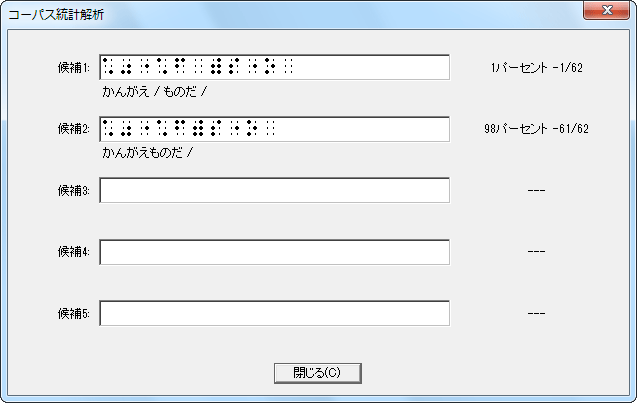 コーパス統計解析
候補1: 1パーセント -1/62
かんがえ / ものだ /
候補2: 98パーセント -61/62
かんがえものだ /
候補3: ---
候補4: ---
候補5: ---
閉じる(C)